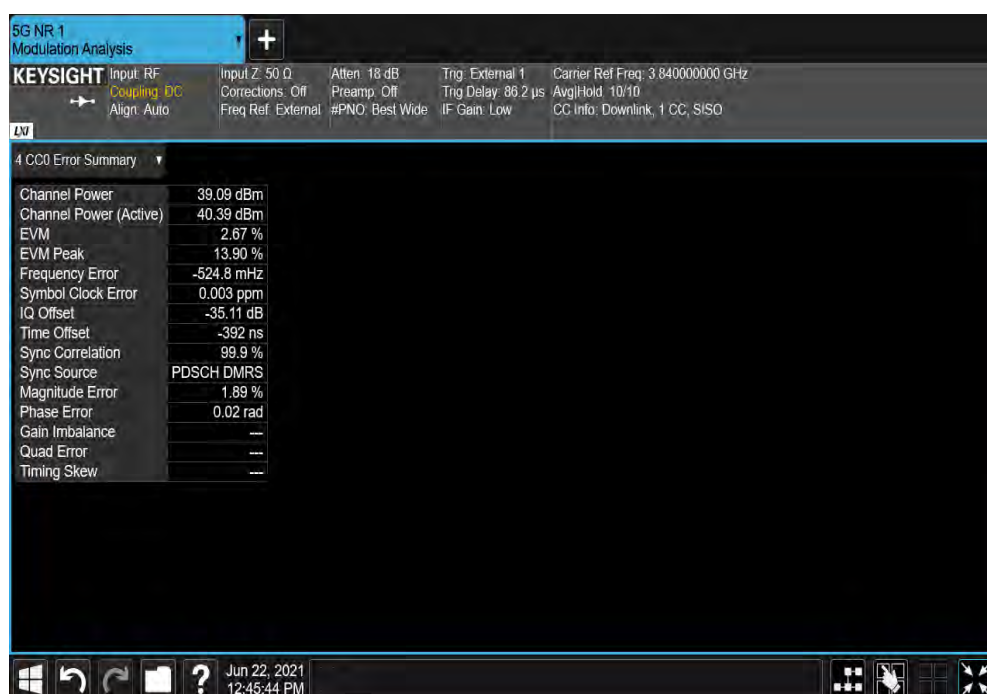 5G NR 1
Modulation Analysis
KEYSIGHT Input: RF Input Z: 50 Ω Atten: 18 dB Trig: External 1 Carrier Ref Freq: 3.840000000 GHz
Coupling: DC Corrections: Off Preamp: Off Trig Delay: 86.2 µs Avg|Hold: 10/10
Align: Auto Freq Ref: External #PNO: Best Wide IF Gain: Low CC Info: Downlink, 1 CC, SISO
LXI
4 CC0 Error Summary
Channel Power 39.09 dBm
Channel Power (Active) 40.39 dBm
EVM 2.67 %
EVM Peak 13.90 %
Frequency Error -524.8 mHz
Symbol Clock Error 0.003 ppm
IQ Offset -35.11 dB
Time Offset -392 ns
Sync Correlation 99.9 %
Sync Source PDSCH DMRS
Magnitude Error 1.89 %
Phase Error 0.02 rad
Gain Imbalance ---
Quad Error ---
Timing Skew ---
? Jun 22, 2021
12:45:44 PM